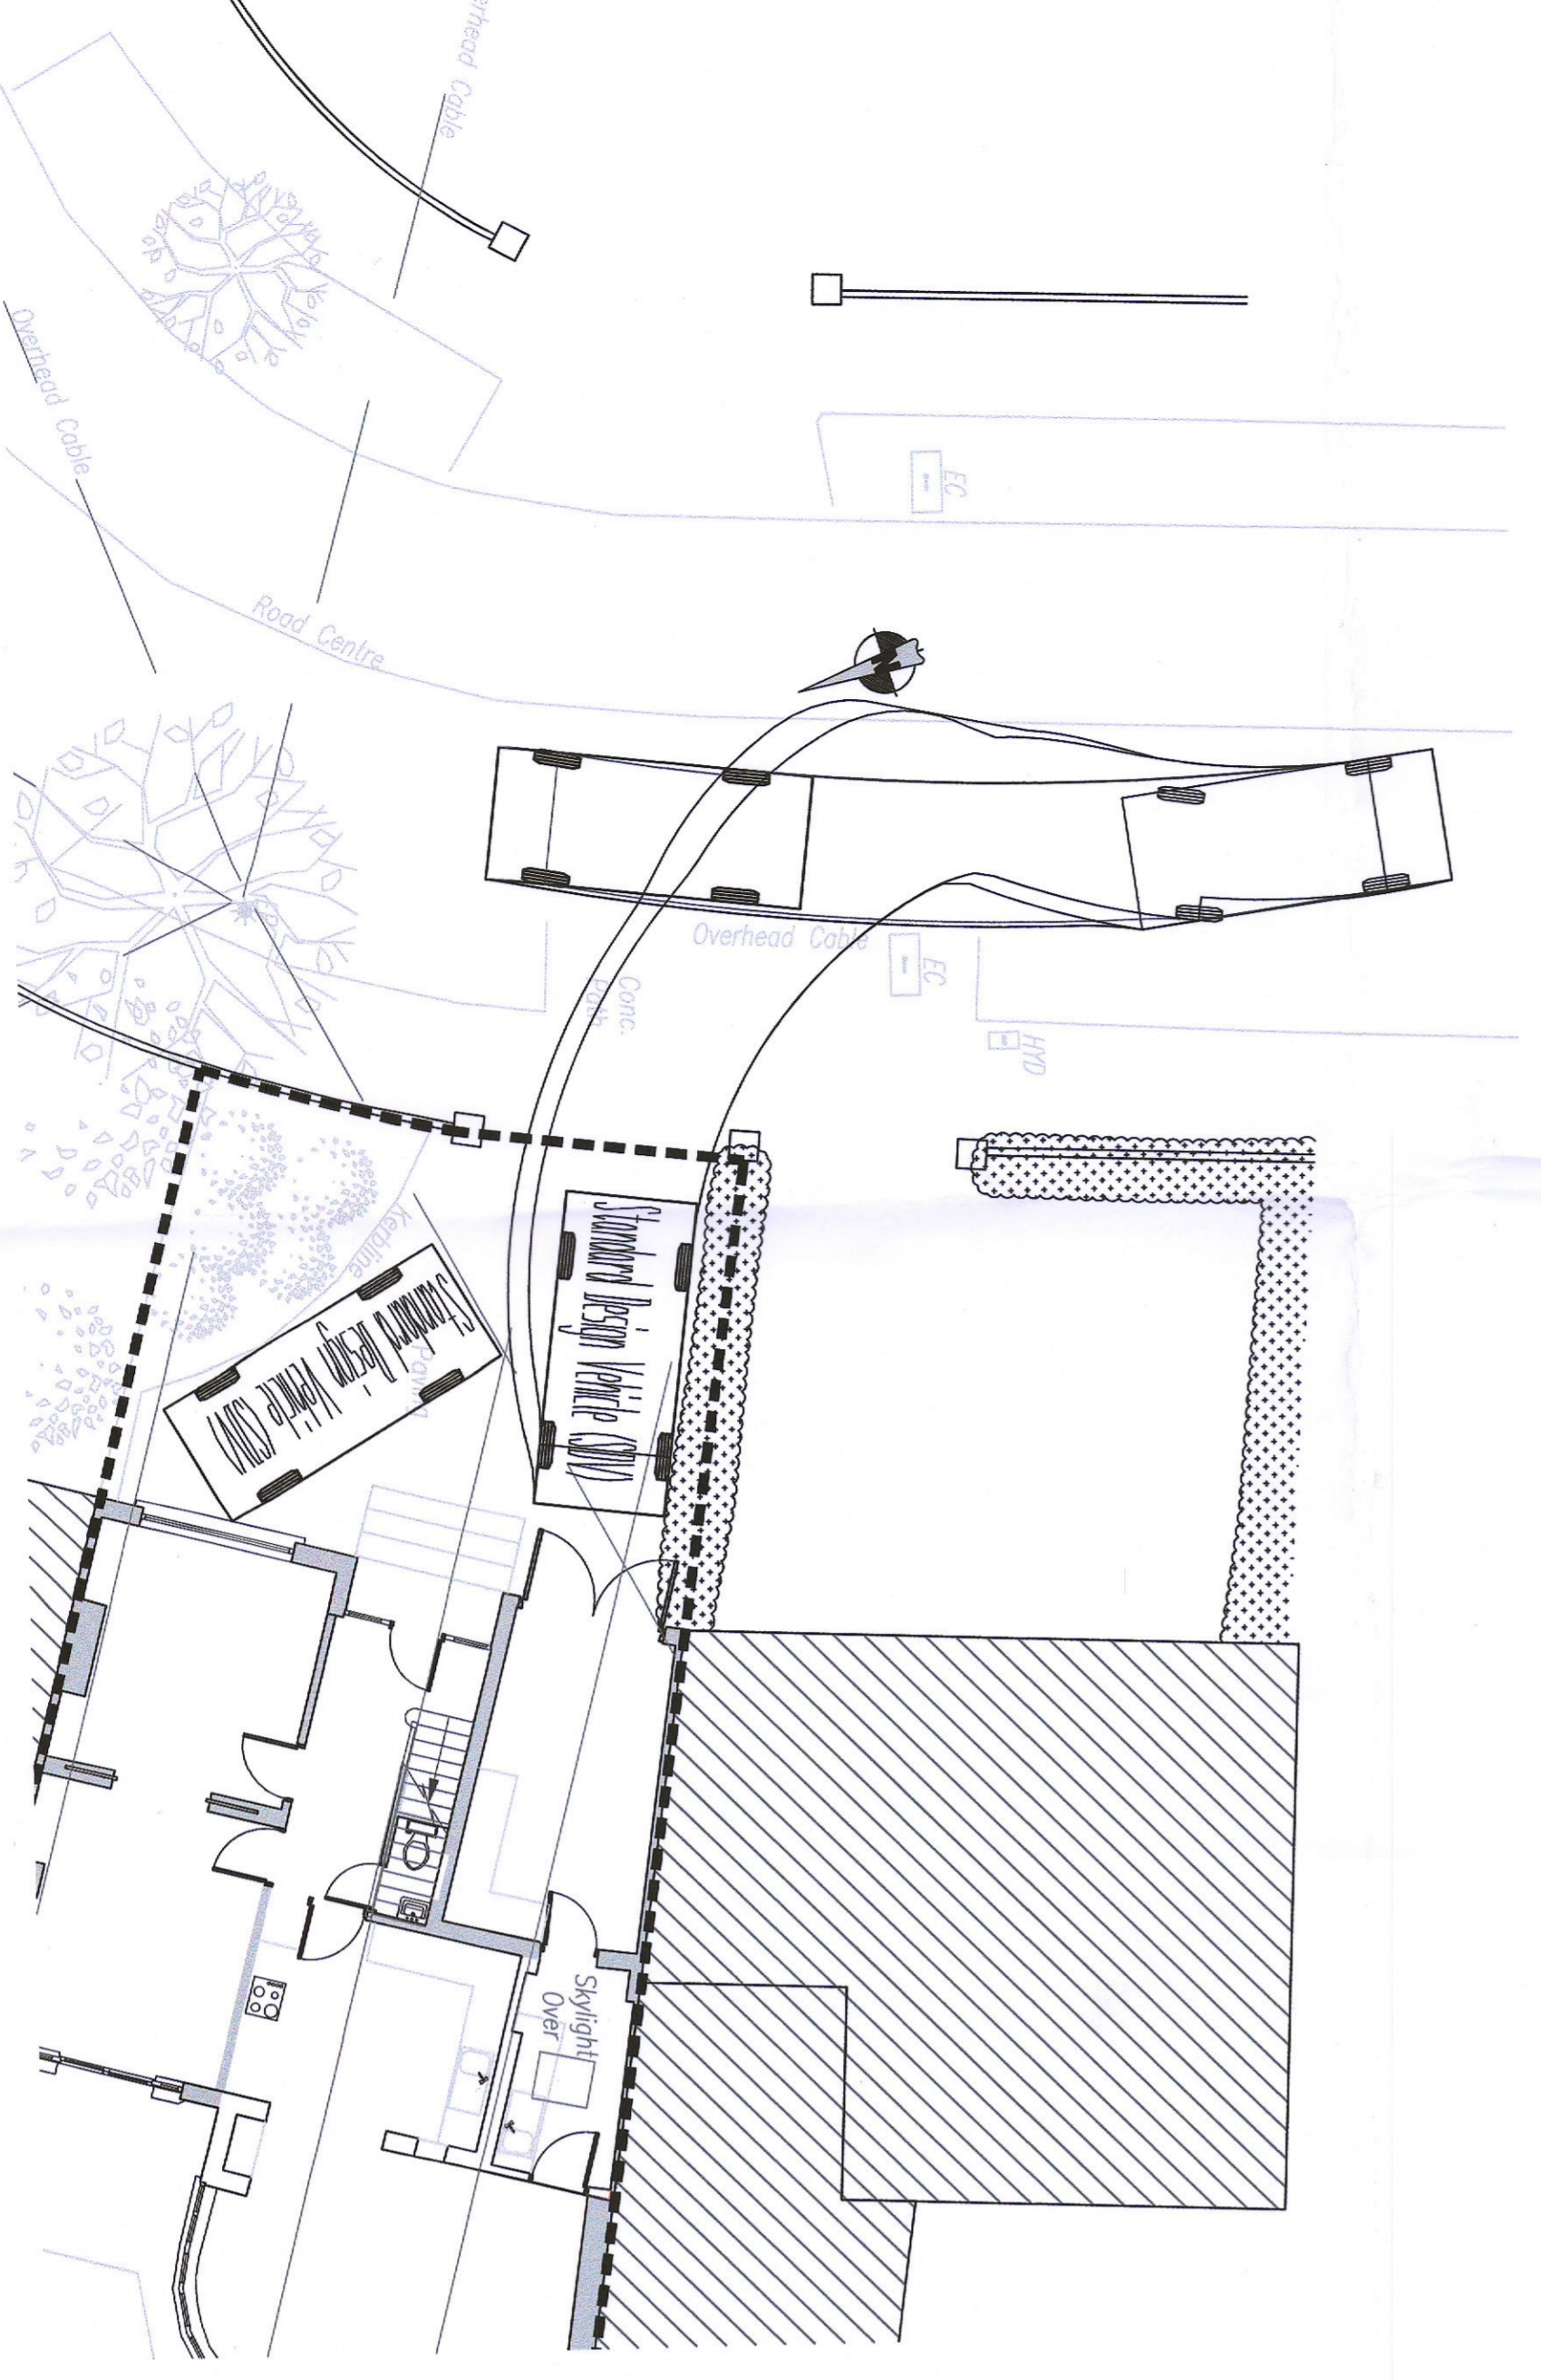 erhead Cable
Overhead Cable
EC
Road Centre
Overhead Cable
EC
Conc.
Path
HYD
Kerbline
Standard Design Vehicle (SDV)
Standard Design Vehicle (SDV)
Paving
Skylight
Over